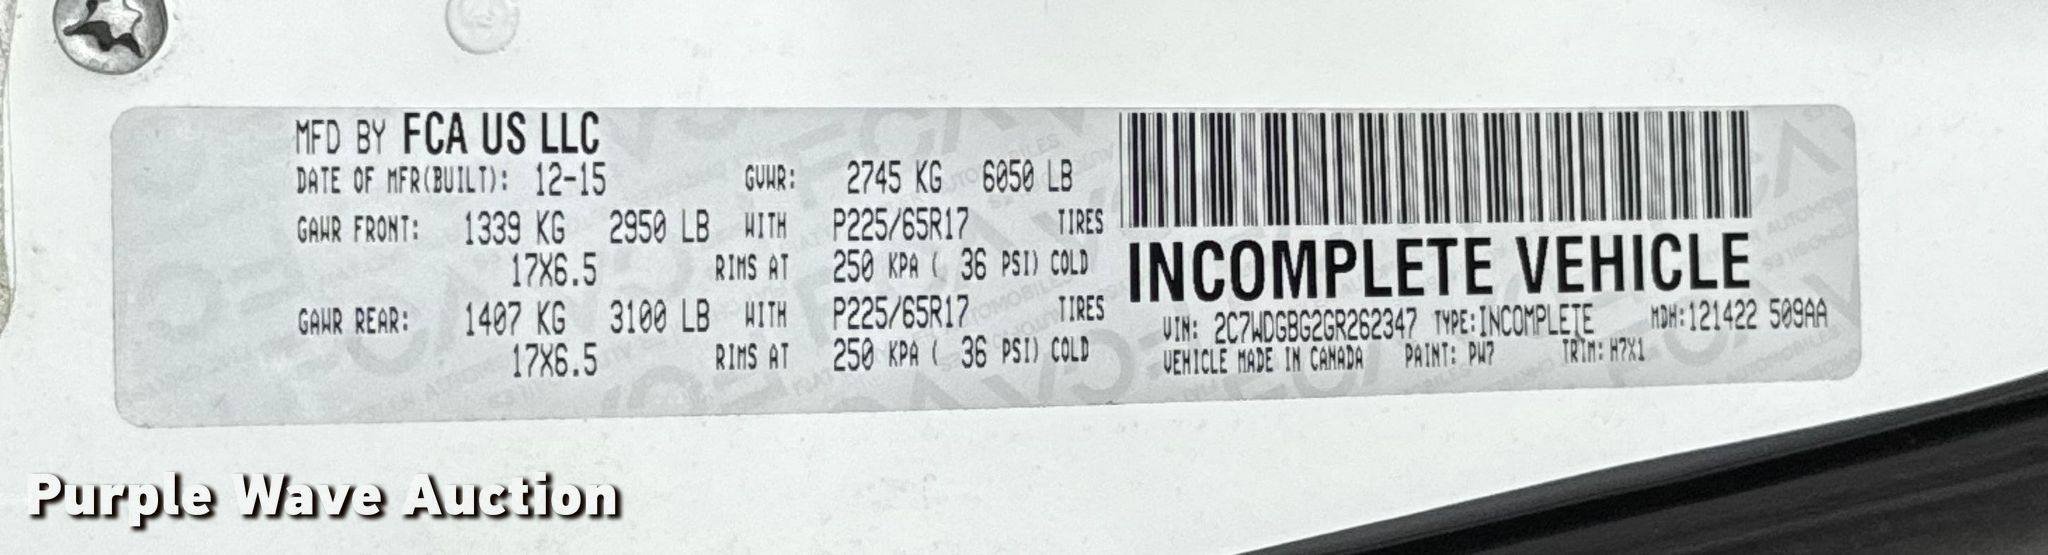 MFD BY FCA US LLC
DATE OF MFR(BUILT): 12-15 GVWR: 2745 KG 6050 LB
GAWR FRONT: 1339 KG 2950 LB WITH P225/65R17 TIRES
17X6.5 RIMS AT 250 KPA ( 36 PSI) COLD
GAWR REAR: 1407 KG 3100 LB WITH P225/65R17 TIRES
17X6.5 RIMS AT 250 KPA ( 36 PSI) COLD
INCOMPLETE VEHICLE
VIN: 2C7WDGBG2GR262347 TYPE:INCOMPLETE MDH:121422 509AA
VEHICLE MADE IN CANADA PAINT: PW7 TRIM: H7X1
Purple Wave Auction